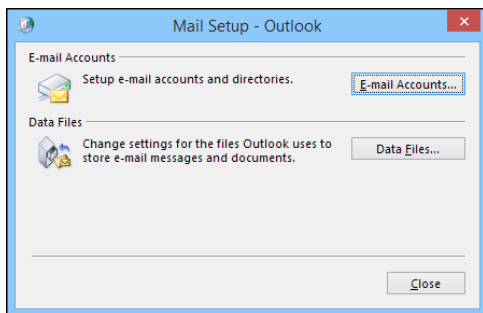 Mail Setup - Outlook
E-mail Accounts
Setup e-mail accounts and directories.
E-mail Accounts...
Data Files
Change settings for the files Outlook uses to
store e-mail messages and documents.
Data Files...
Close